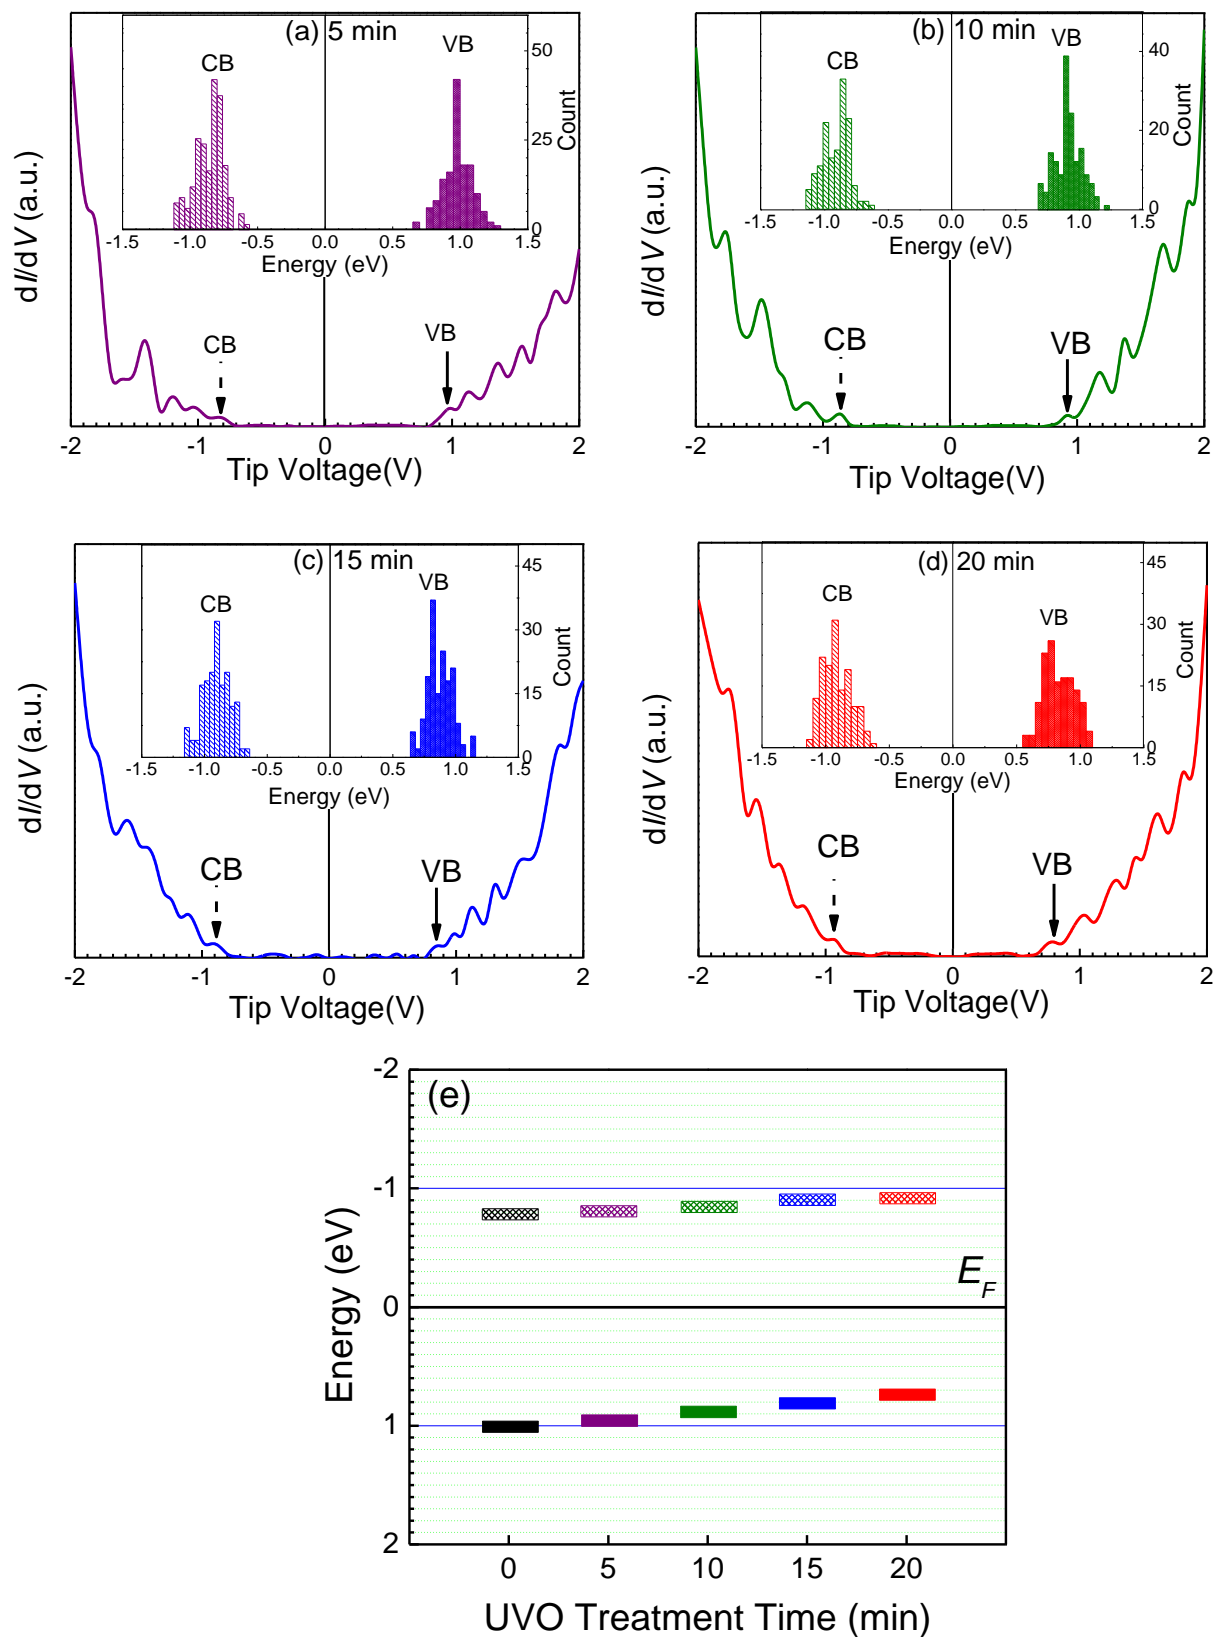 (a) 5 min
CB
VB
50
25
0
Count
-1.5 -1.0 -0.5 0.0 0.5 1.0 1.5
Energy (eV)
dI/dV (a.u.)
CB
VB
-2 -1 0 1 2
Tip Voltage(V)
(b) 10 min
CB
VB
40
20
0
Count
-1.5 -1.0 -0.5 0.0 0.5 1.0 1.5
Energy (eV)
dI/dV (a.u.)
CB
VB
-2 -1 0 1 2
Tip Voltage(V)
(c) 15 min
CB
VB
45
30
15
0
Count
-1.5 -1.0 -0.5 0.0 0.5 1.0 1.5
Energy (eV)
dI/dV (a.u.)
CB
VB
-2 -1 0 1 2
Tip Voltage(V)
(d) 20 min
CB
VB
45
30
15
0
Count
-1.5 -1.0 -0.5 0.0 0.5 1.0 1.5
Energy (eV)
dI/dV (a.u.)
CB
VB
-2 -1 0 1 2
Tip Voltage(V)
(e)
-2
-1
0
1
2
Energy (eV)
EF
0 5 10 15 20
UVO Treatment Time (min)